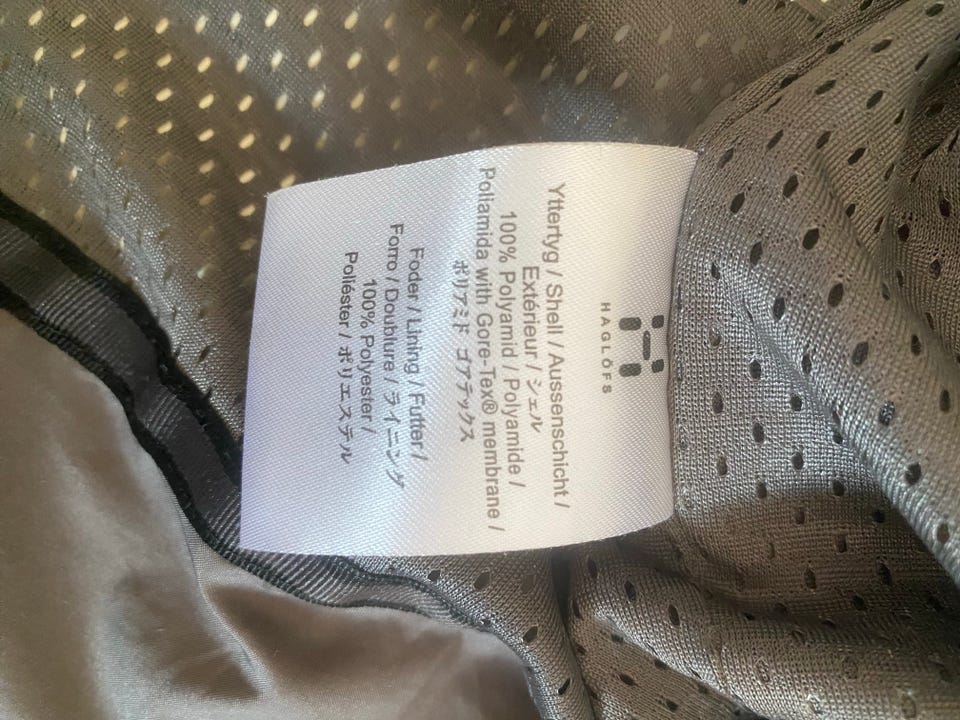 HAGLÖFS
Yttertyg / Shell / Aussenschicht /
Extérieur / シェル
100% Polyamid / Polyamide /
Poliamida with Gore-Tex® membrane /
ポリアミド ゴアテックス
Foder / Lining / Futter /
Forro / Doublure / ライニング
100% Polyester /
Poliéster / ポリエステル